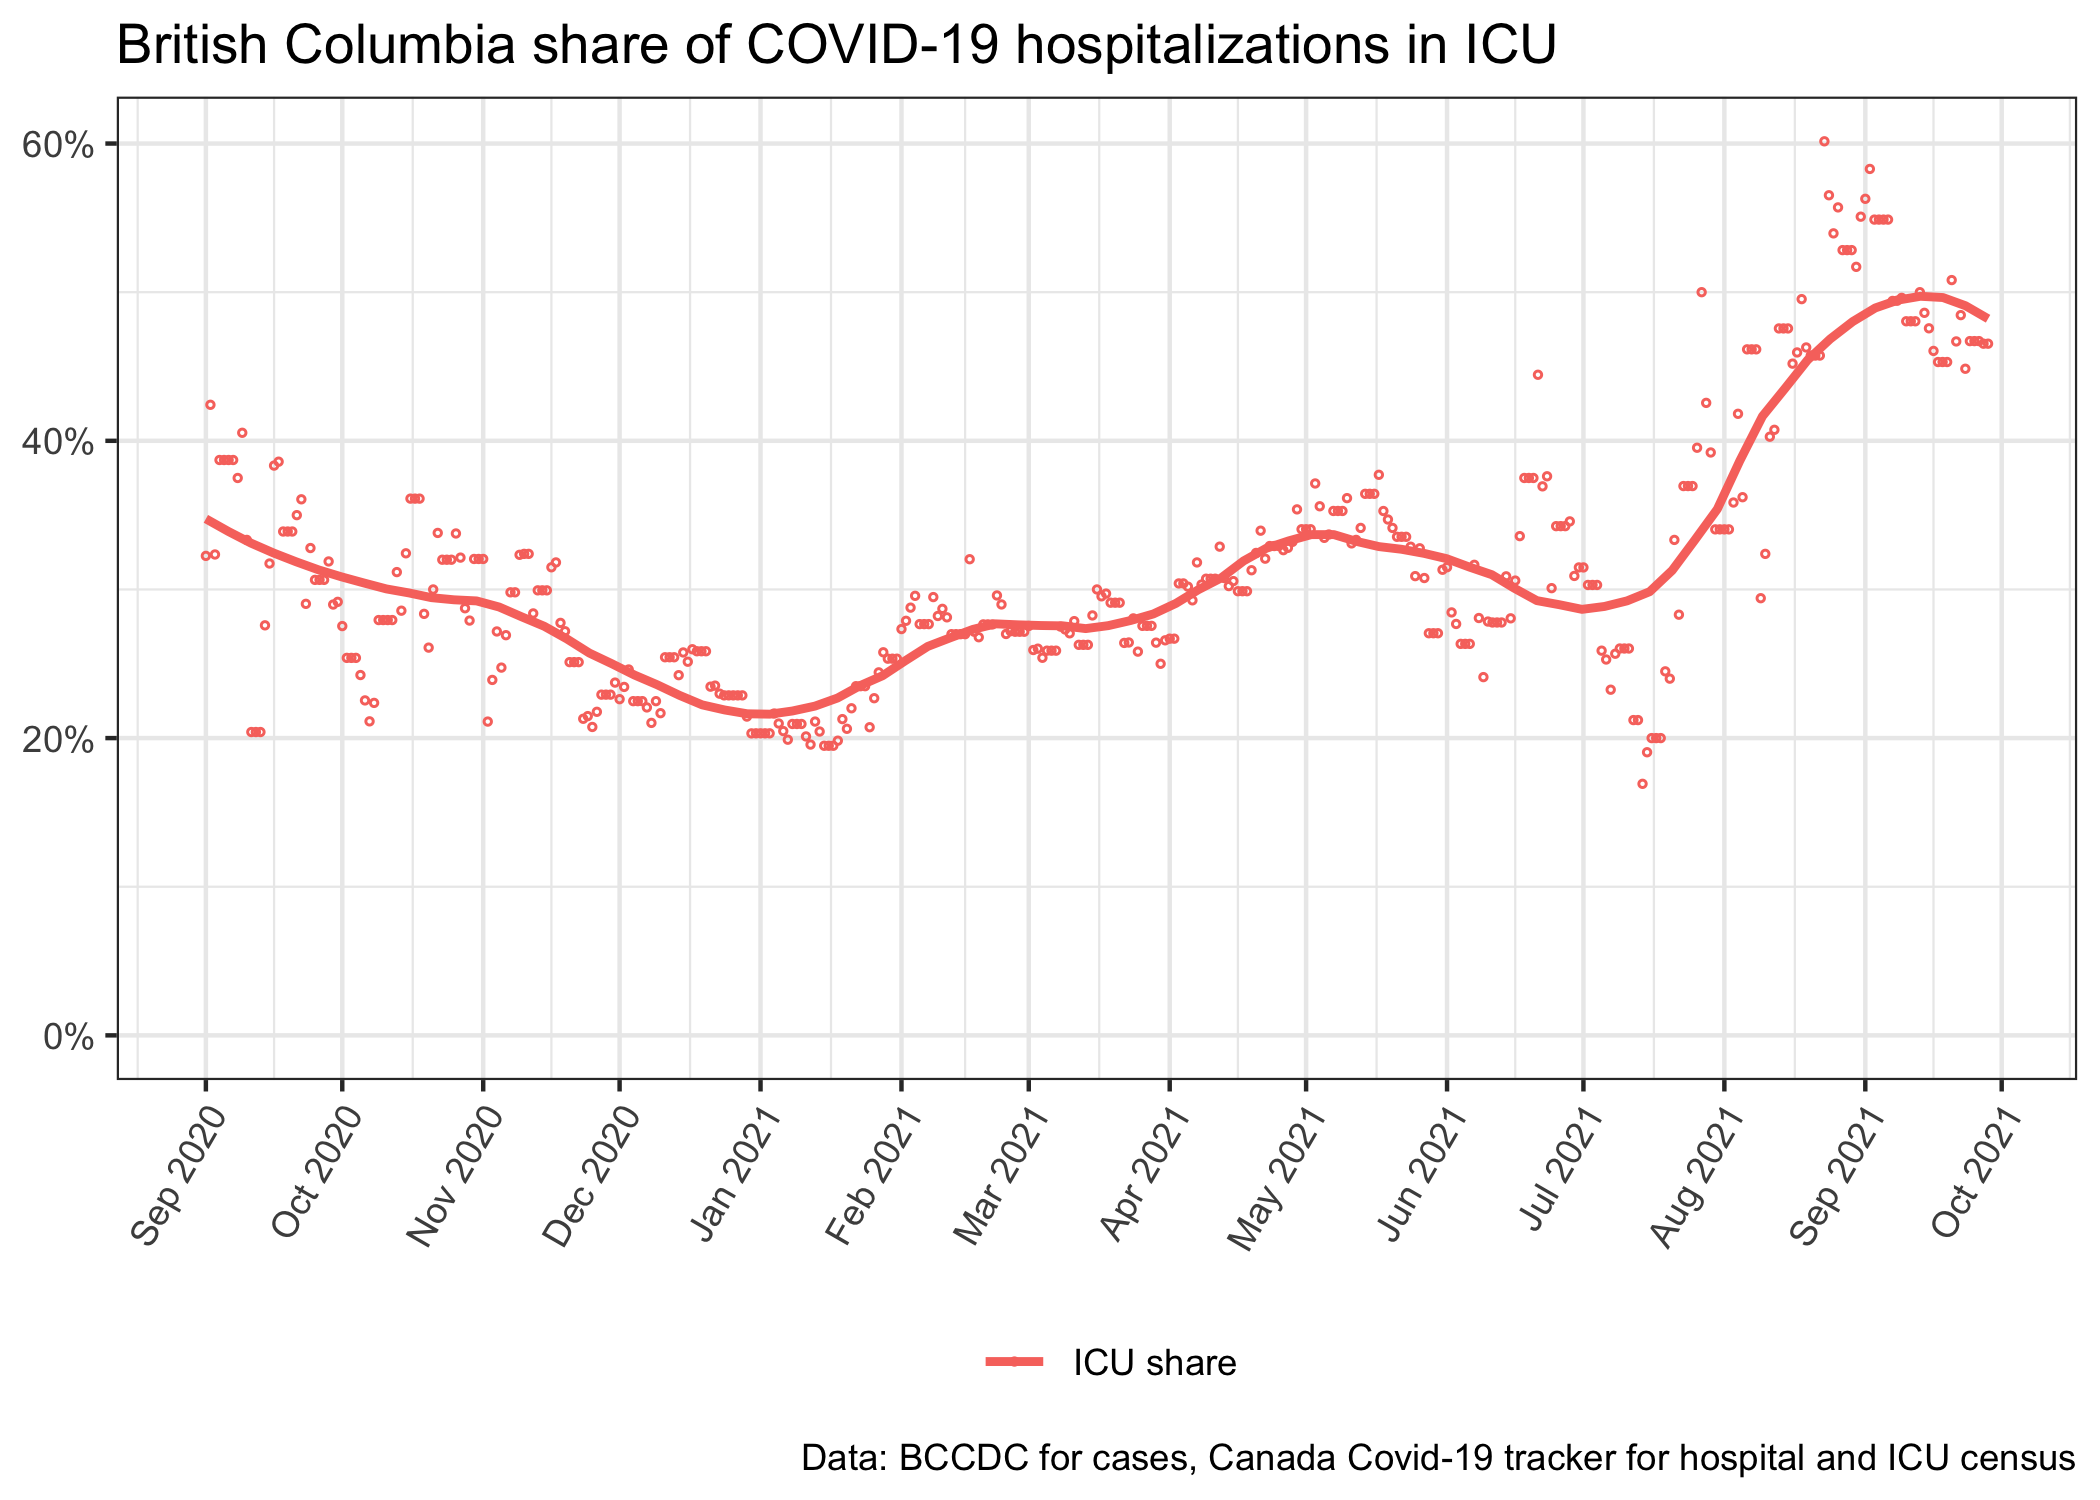 British Columbia share of COVID-19 hospitalizations in ICU
60%
40%
20%
0%
Sep 2020
Oct 2020
Nov 2020
Dec 2020
Jan 2021
Feb 2021
Mar 2021
Apr 2021
May 2021
Jun 2021
Jul 2021
Aug 2021
Sep 2021
Oct 2021
ICU share
Data: BCCDC for cases, Canada Covid-19 tracker for hospital and ICU census